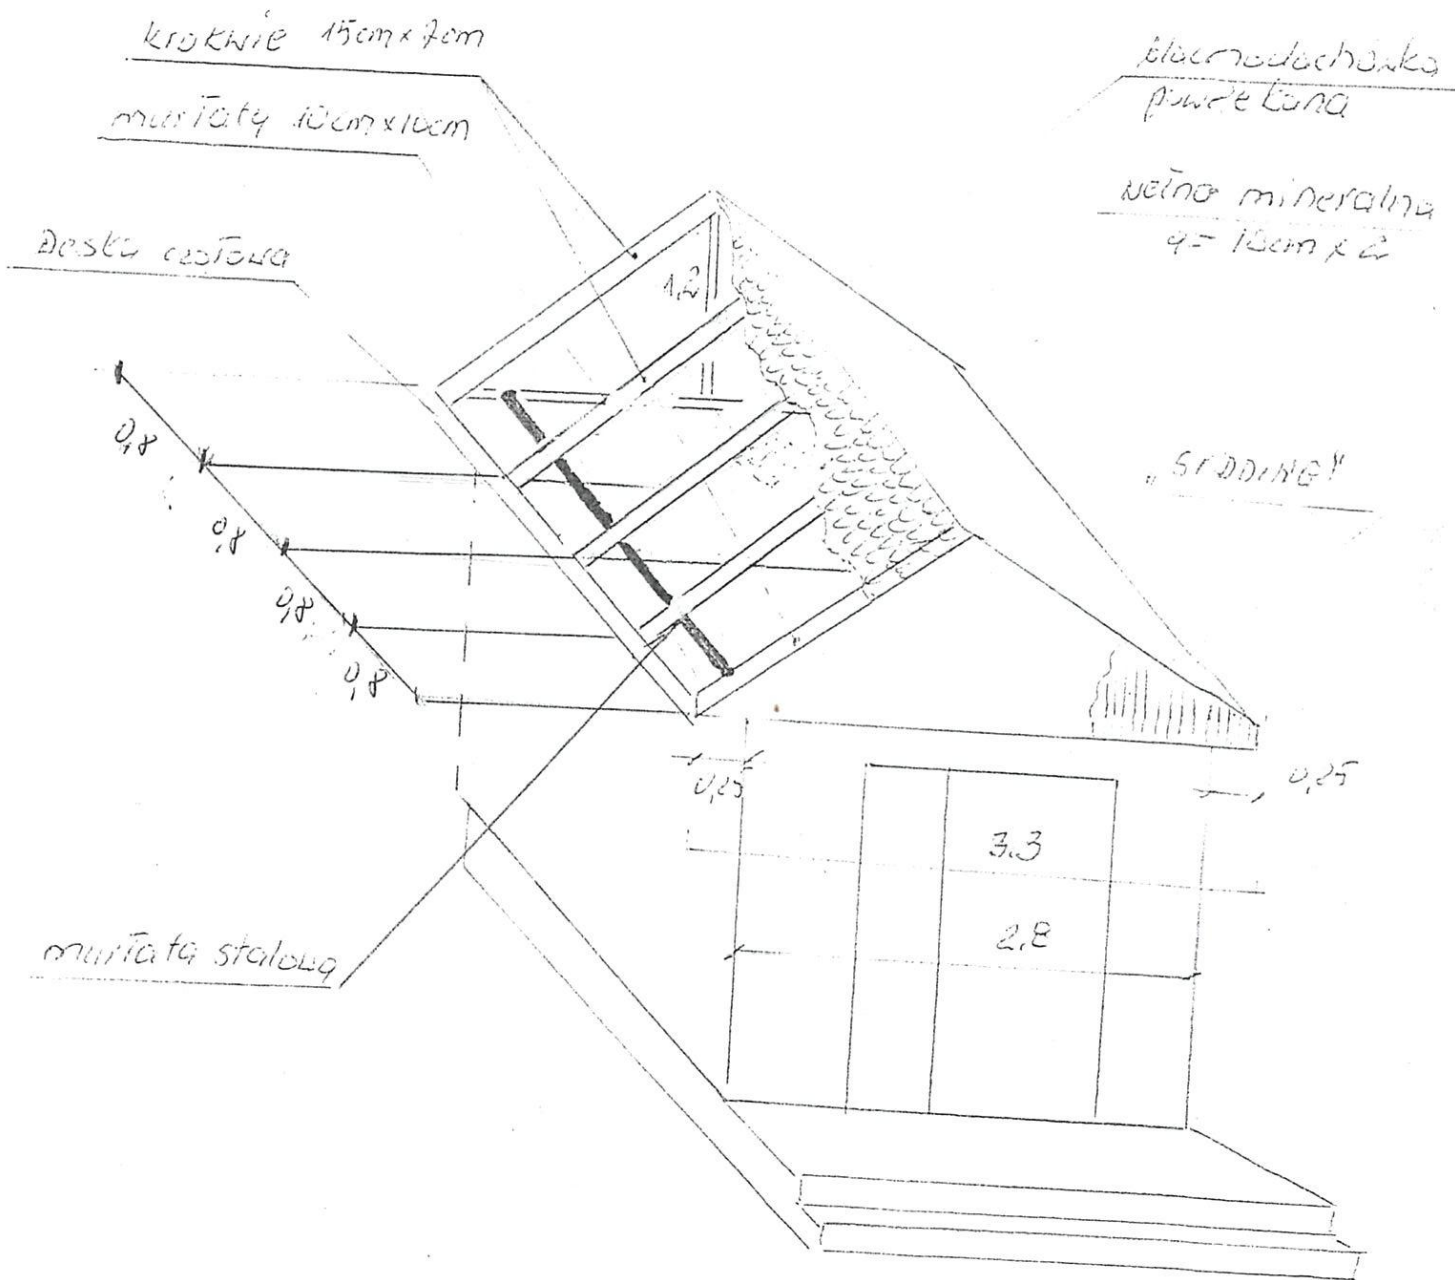 krokwie 15cm x 7cm
murłaty 10cm x 10cm
Deska czołowa
blachodachówka
powlekana
wełna mineralna
g= 10cm x 2
1,2
0,8
0,8
0,8
0,8
„SIDDING"
0,25
0,25
3.3
2.8
murłata stalowa